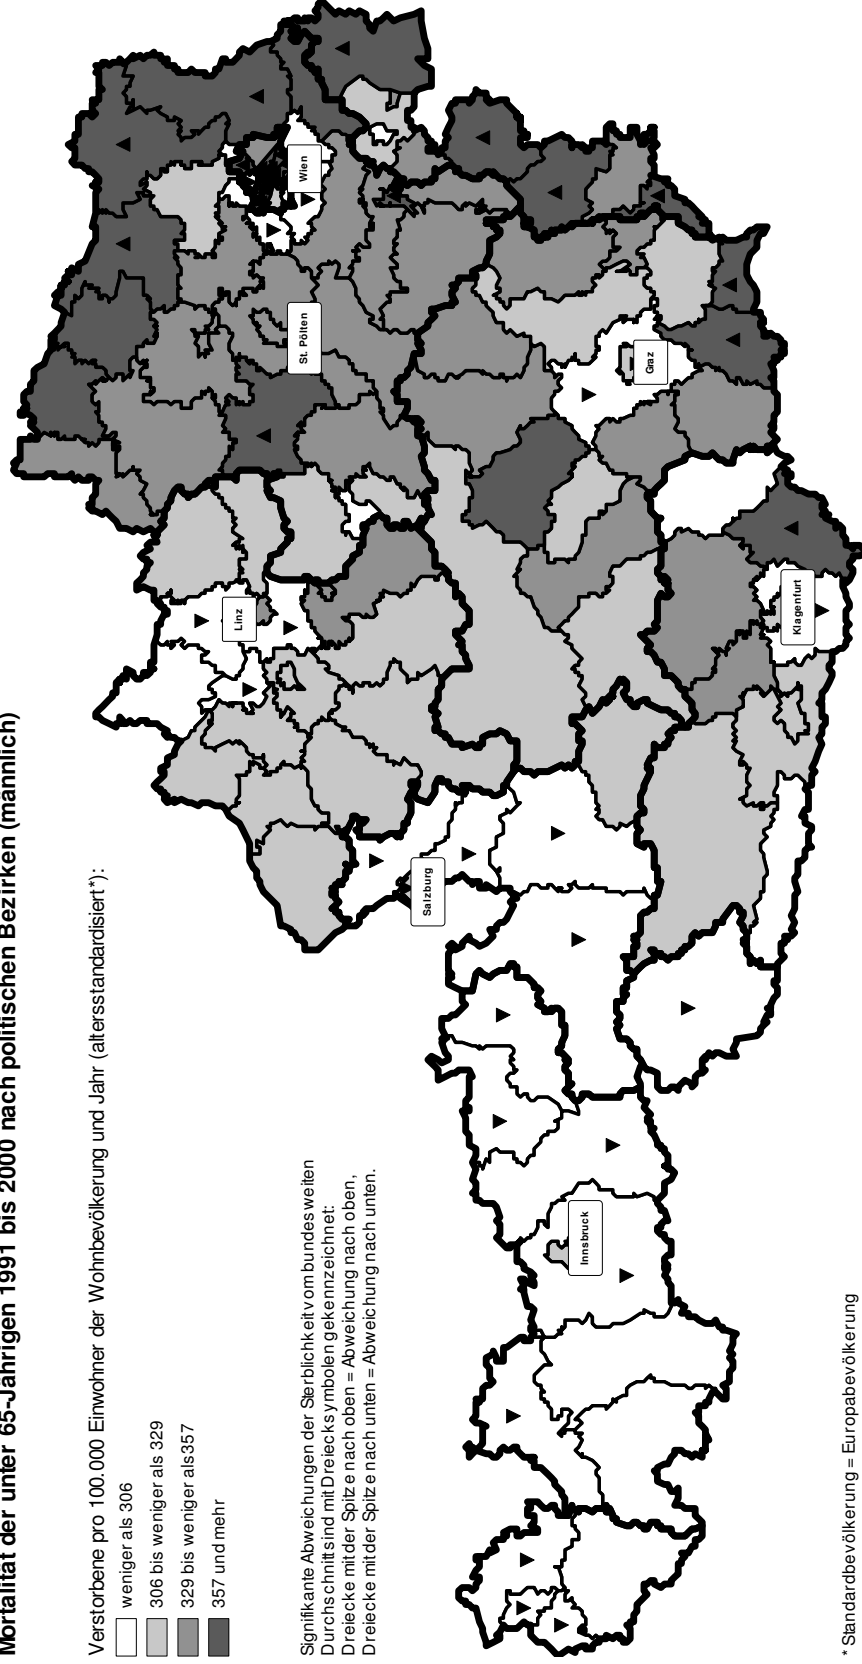 Mortalität der unter 65-Jährigen 1991 bis 2000 nach politischen Bezirken (männlich)
Verstorbene pro 100.000 Einwohner der Wohnbevölkerung und Jahr (altersstandardisiert*):
weniger als 306
306 bis weniger als 329
329 bis weniger als357
357 und mehr
Signifikante Abweichungen der Sterblichkeit vom bundesweiten
Durchschnitt sind mit Dreieckssymbolen gekennzeichnet:
Dreiecke mit der Spitze nach oben = Abweichung nach oben,
Dreiecke mit der Spitze nach unten = Abweichung nach unten.
Wien
St. Pölten
Linz
Graz
Klagenfurt
Salzburg
Innsbruck
* Standardbevölkerung = Europabevölkerung